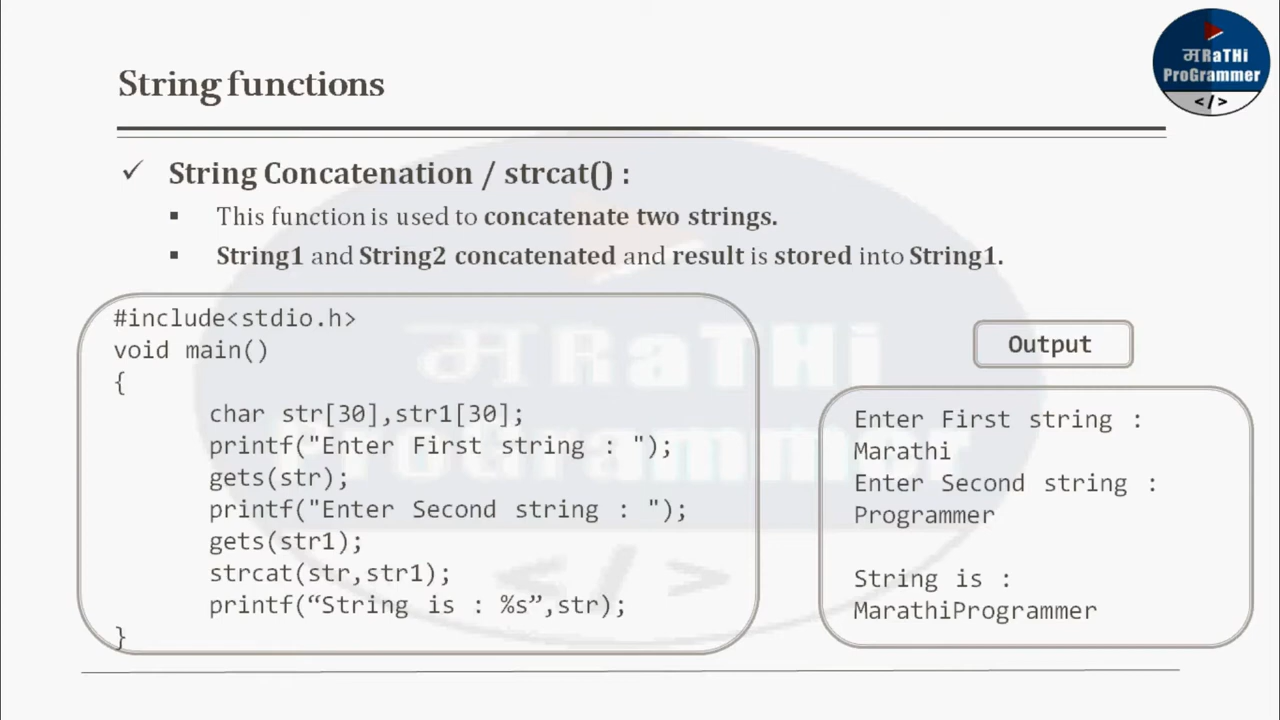 मRaTHi
ProGrammer
</>
String functions
✓ String Concatenation / strcat() :
▪ This function is used to concatenate two strings.
▪ String1 and String2 concatenated and result is stored into String1.
#include<stdio.h>
void main()
{
char str[30],str1[30];
printf("Enter First string : ");
gets(str);
printf("Enter Second string : ");
gets(str1);
strcat(str,str1);
printf(“String is : %s”,str);
}
Output
Enter First string :
Marathi
Enter Second string :
Programmer
String is :
MarathiProgrammer
मRaTHi
ProGrammer
</>